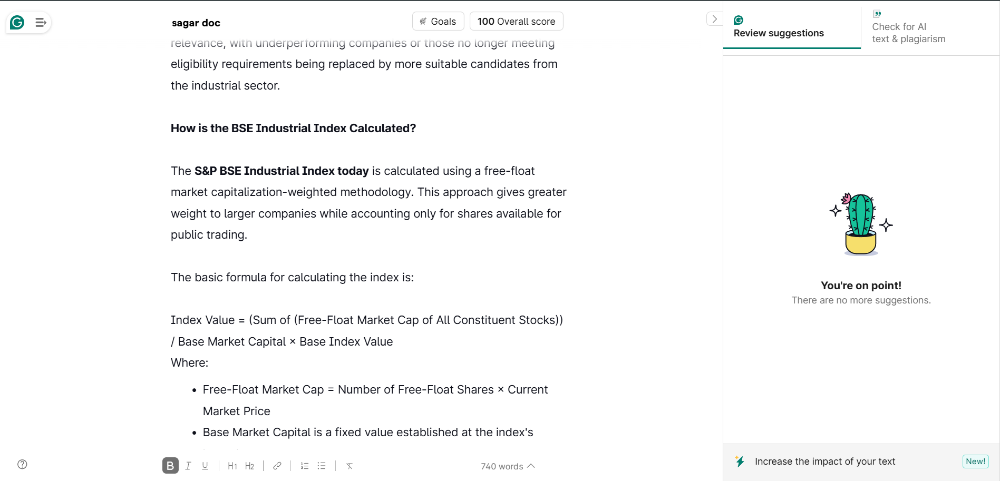 sagar doc
Goals
100 Overall score
relevance, with underperforming companies or those no longer meeting
eligibility requirements being replaced by more suitable candidates from
the industrial sector.
How is the BSE Industrial Index Calculated?
The S&P BSE Industrial Index today is calculated using a free-float
market capitalization-weighted methodology. This approach gives greater
weight to larger companies while accounting only for shares available for
public trading.
The basic formula for calculating the index is:
Index Value = (Sum of (Free-Float Market Cap of All Constituent Stocks))
/ Base Market Capital × Base Index Value
Where:
• Free-Float Market Cap = Number of Free-Float Shares × Current
Market Price
• Base Market Capital is a fixed value established at the index's
B I U H1 H2
740 words
Review suggestions
Check for AI
text & plagiarism
You're on point!
There are no more suggestions.
Increase the impact of your text
New!